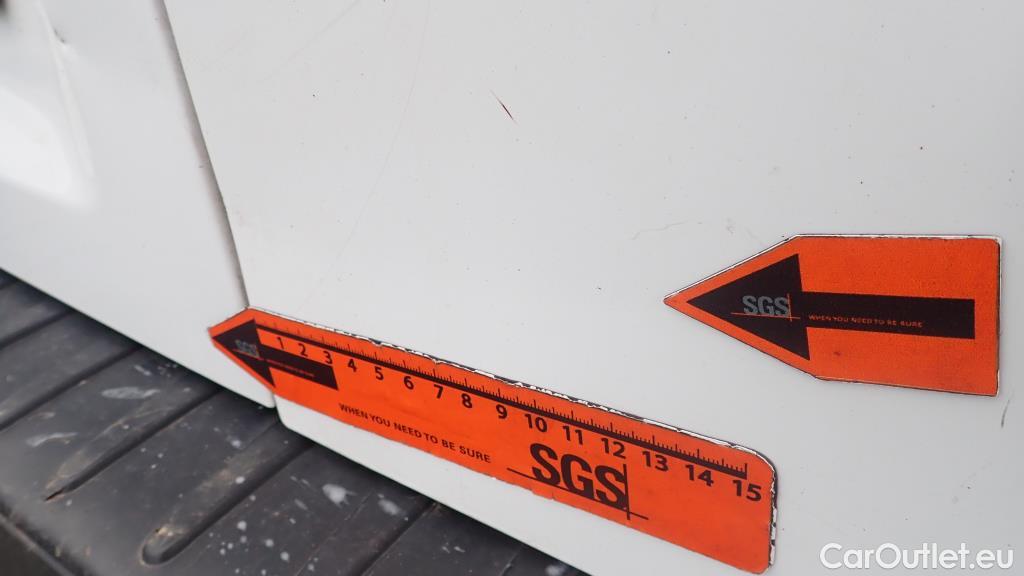 SGS
WHEN YOU NEED TO BE SURE
SGS
1 2 3 4 5 6 7 8 9 10 11 12 13 14 15
WHEN YOU NEED TO BE SURE
SGS
CarOutlet.eu